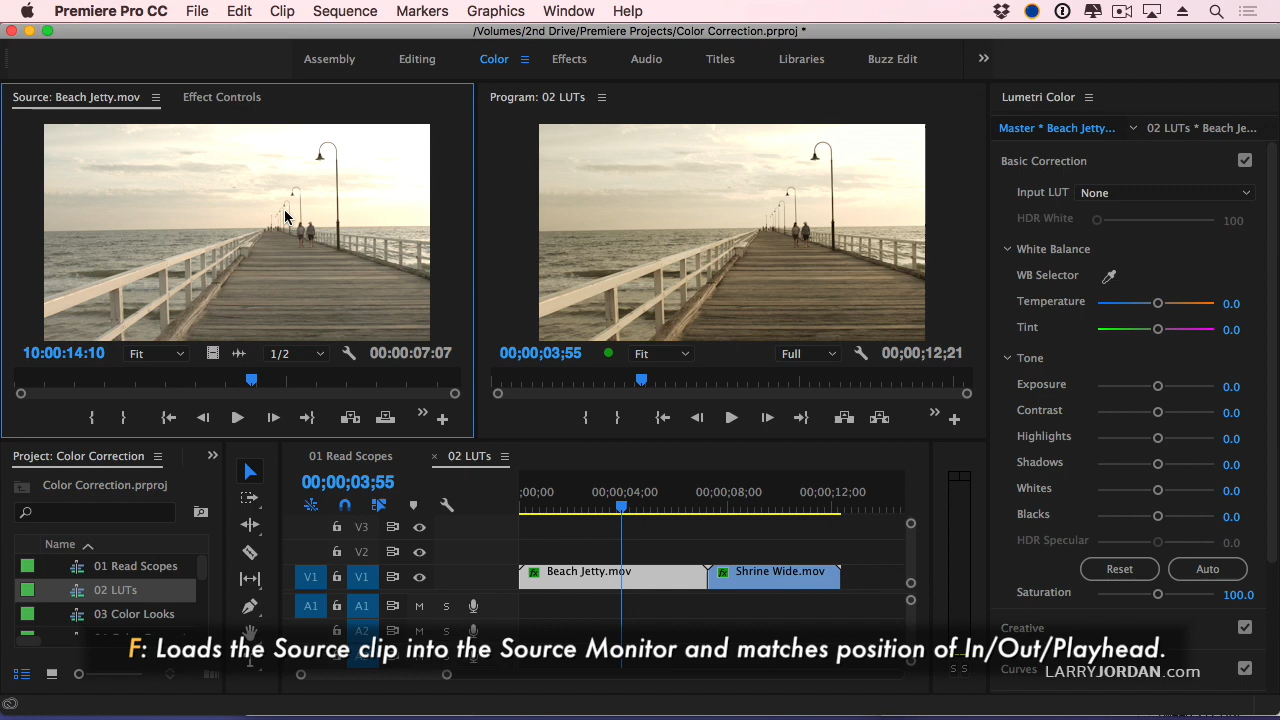 Premiere Pro CC File Edit Clip Sequence Markers Graphics Window Help
/Volumes/2nd Drive/Premiere Projects/Color Correction.prproj *
Assembly Editing Color Effects Audio Titles Libraries Buzz Edit
Source: Beach Jetty.mov Effect Controls
Program: 02 LUTs
Lumetri Color
Master * Beach Jetty... 02 LUTs * Beach Je...
Basic Correction
Input LUT None
HDR White 100
White Balance
WB Selector
Temperature 0.0
Tint 0.0
10:00:14:10 Fit 1/2 00:00:07:07
00;00;03;55 Fit Full 00;00;12;21
Tone
Exposure 0.0
Contrast 0.0
Highlights 0.0
Shadows 0.0
Whites 0.0
Blacks 0.0
HDR Specular 0.0
Reset Auto
Saturation 100.0
Creative
Curves
Project: Color Correction
Color Correction.prproj
Name
01 Read Scopes
02 LUTs
03 Color Looks
01 Read Scopes × 02 LUTs
00;00;03;55
;00;00 00;00;04;00 00;00;08;00 00;00;12;00
V3
V2
V1 V1 Beach Jetty.mov Shrine Wide.mov
A1 A1 M S
A2 M S
S S
F: Loads the Source clip into the Source Monitor and matches position of In/Out/Playhead.
LARRYJORDAN.com